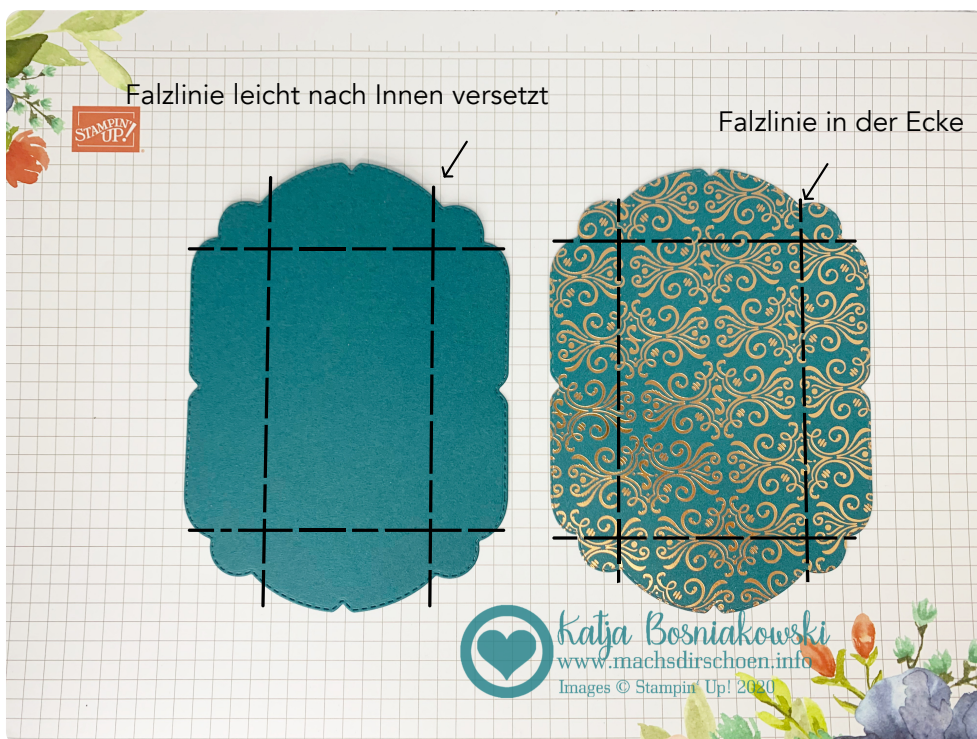 Falzlinie leicht nach Innen versetzt
Falzlinie in der Ecke
STAMPIN'
UP!
Katja Bosniakowski
www.machsdirschoen.info
Images © Stampin' Up! 2020